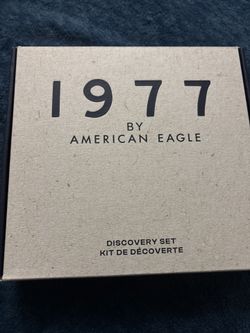 1977
BY
AMERICAN EAGLE
DISCOVERY SET
KIT DE DÉCOUVERTE